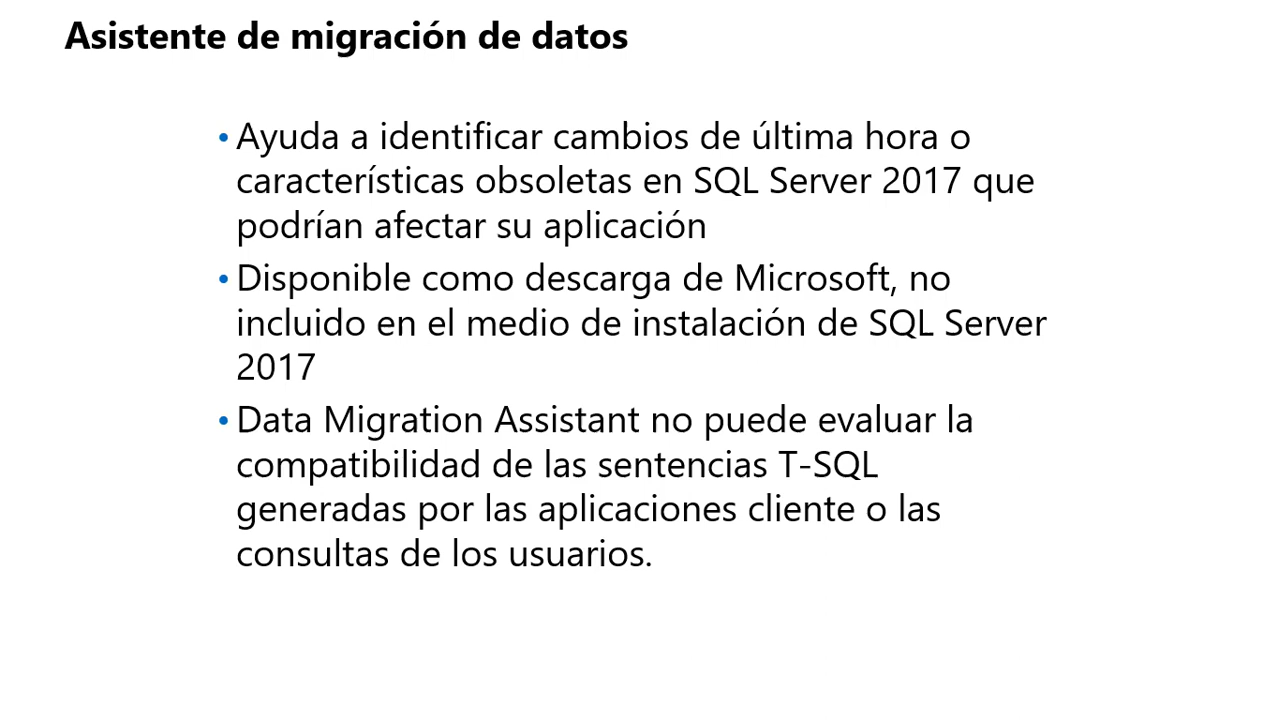 Asistente de migración de datos
• Ayuda a identificar cambios de última hora o
características obsoletas en SQL Server 2017 que
podrían afectar su aplicación
• Disponible como descarga de Microsoft, no
incluido en el medio de instalación de SQL Server
2017
• Data Migration Assistant no puede evaluar la
compatibilidad de las sentencias T-SQL
generadas por las aplicaciones cliente o las
consultas de los usuarios.